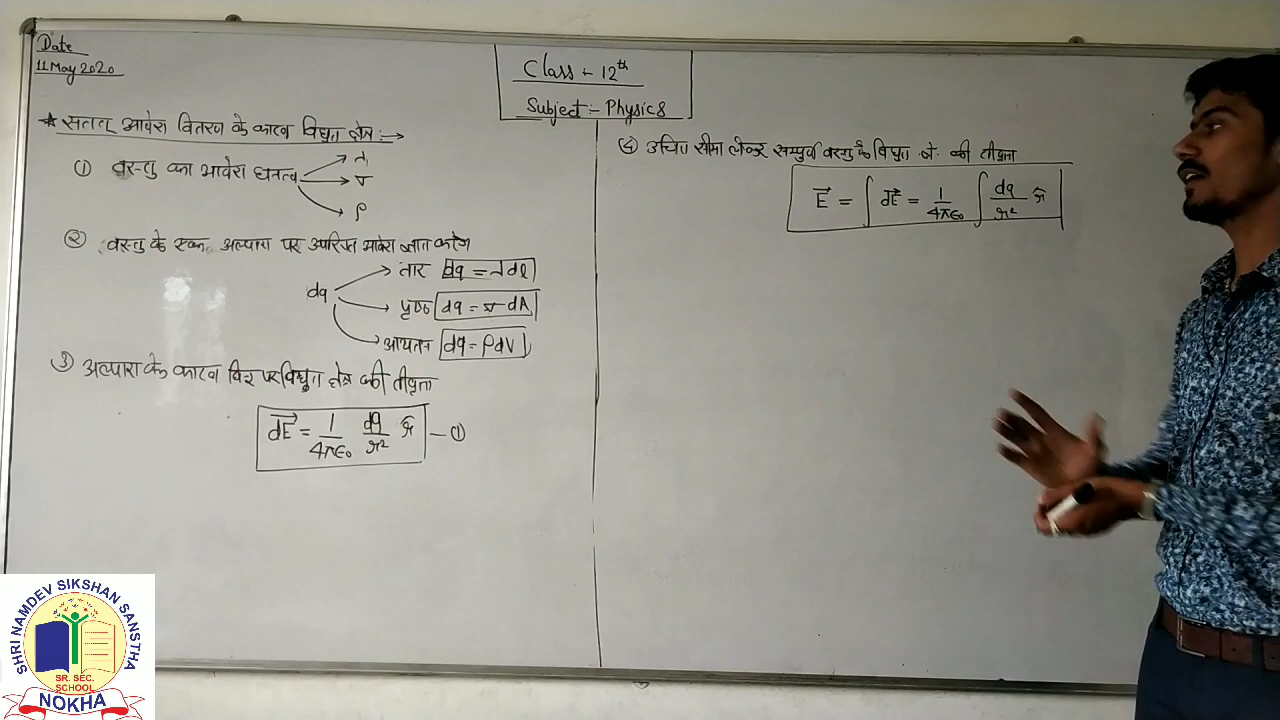 Date
11 May 2020
Class - 12th
Subject:- Physics
* सतत् आवेश वितरण के कारण विद्युत क्षेत्र :→
① वस्तु का आवेश घनत्व
λ
σ
ρ
② वस्तु के एक अल्पांश पर उपस्थित आवेश ज्ञात करेंगे
dq
तार dq = λdl
पृष्ठ dq = σdA
आयतन dq = ρdV
③ अल्पांश के कारण बिन्दु पर विद्युत क्षेत्र की तीव्रता
dE⃗ = 1/4πε₀ dq/r² r̂ — ①
④ उचित सीमा लेकर सम्पूर्ण वस्तु के विद्युत क्षे. की तीव्रता
E⃗ = ∫ dE⃗ = 1/4πε₀ ∫ dq/r² r̂
SHRI NAMDEV SIKSHAN SANSTHA
SR. SEC.
SCHOOL
NOKHA